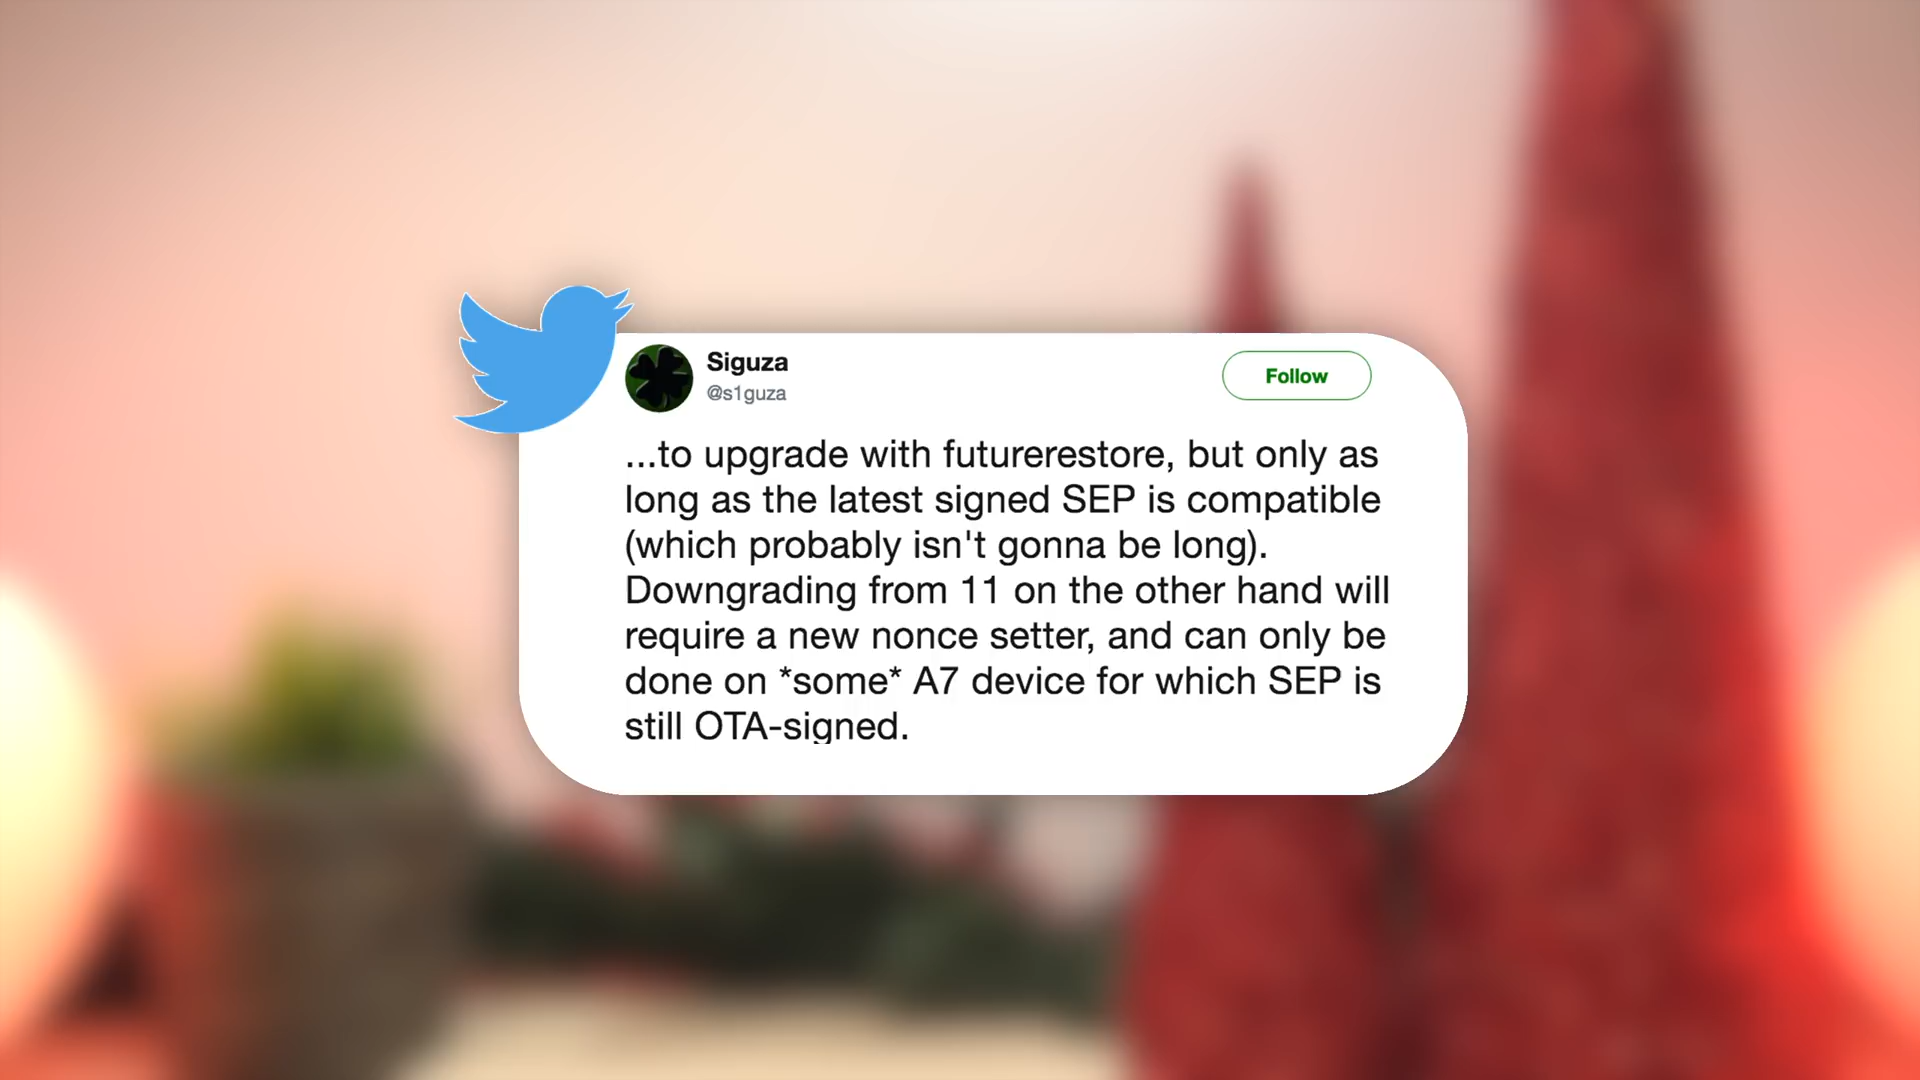 Siguza
@s1guza
Follow
...to upgrade with futurerestore, but only as
long as the latest signed SEP is compatible
(which probably isn't gonna be long).
Downgrading from 11 on the other hand will
require a new nonce setter, and can only be
done on *some* A7 device for which SEP is
still OTA-signed.